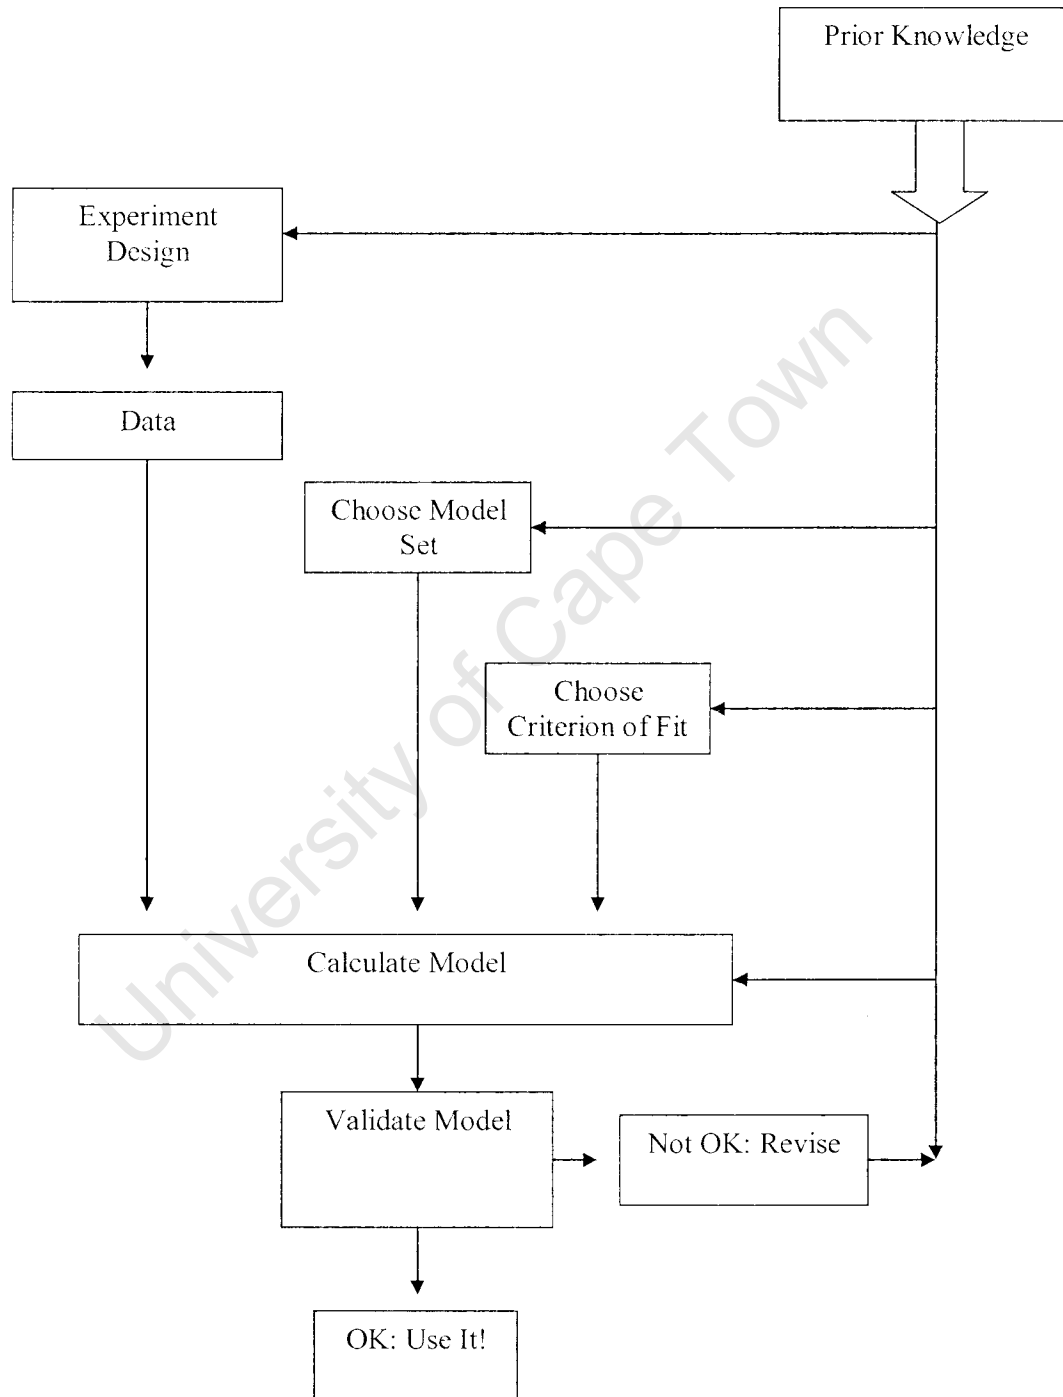 Prior Knowledge
Experiment
Design
Data
Choose Model
Set
Choose
Criterion of Fit
Calculate Model
Validate Model
Not OK: Revise
OK: Use It!
University of Cape Town